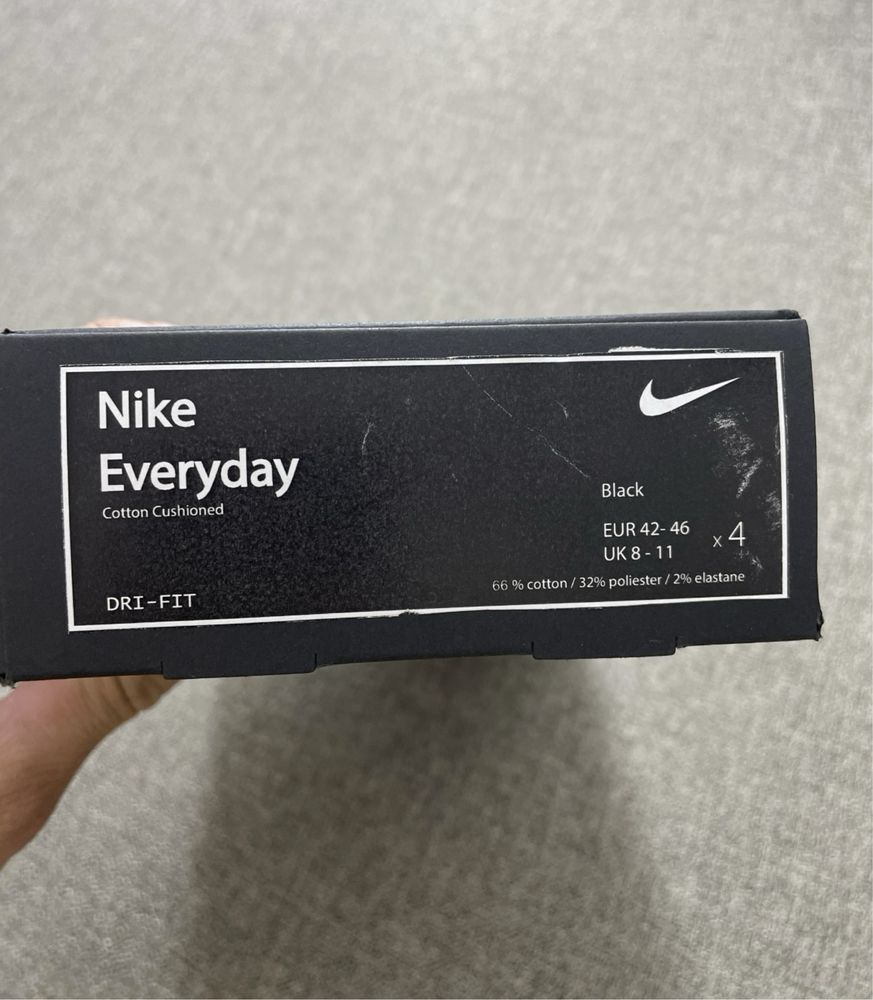 Nike
Everyday
Cotton Cushioned
Black
EUR 42- 46
UK 8 - 11
x 4
66 % cotton / 32% poliester / 2% elastane
DRI-FIT